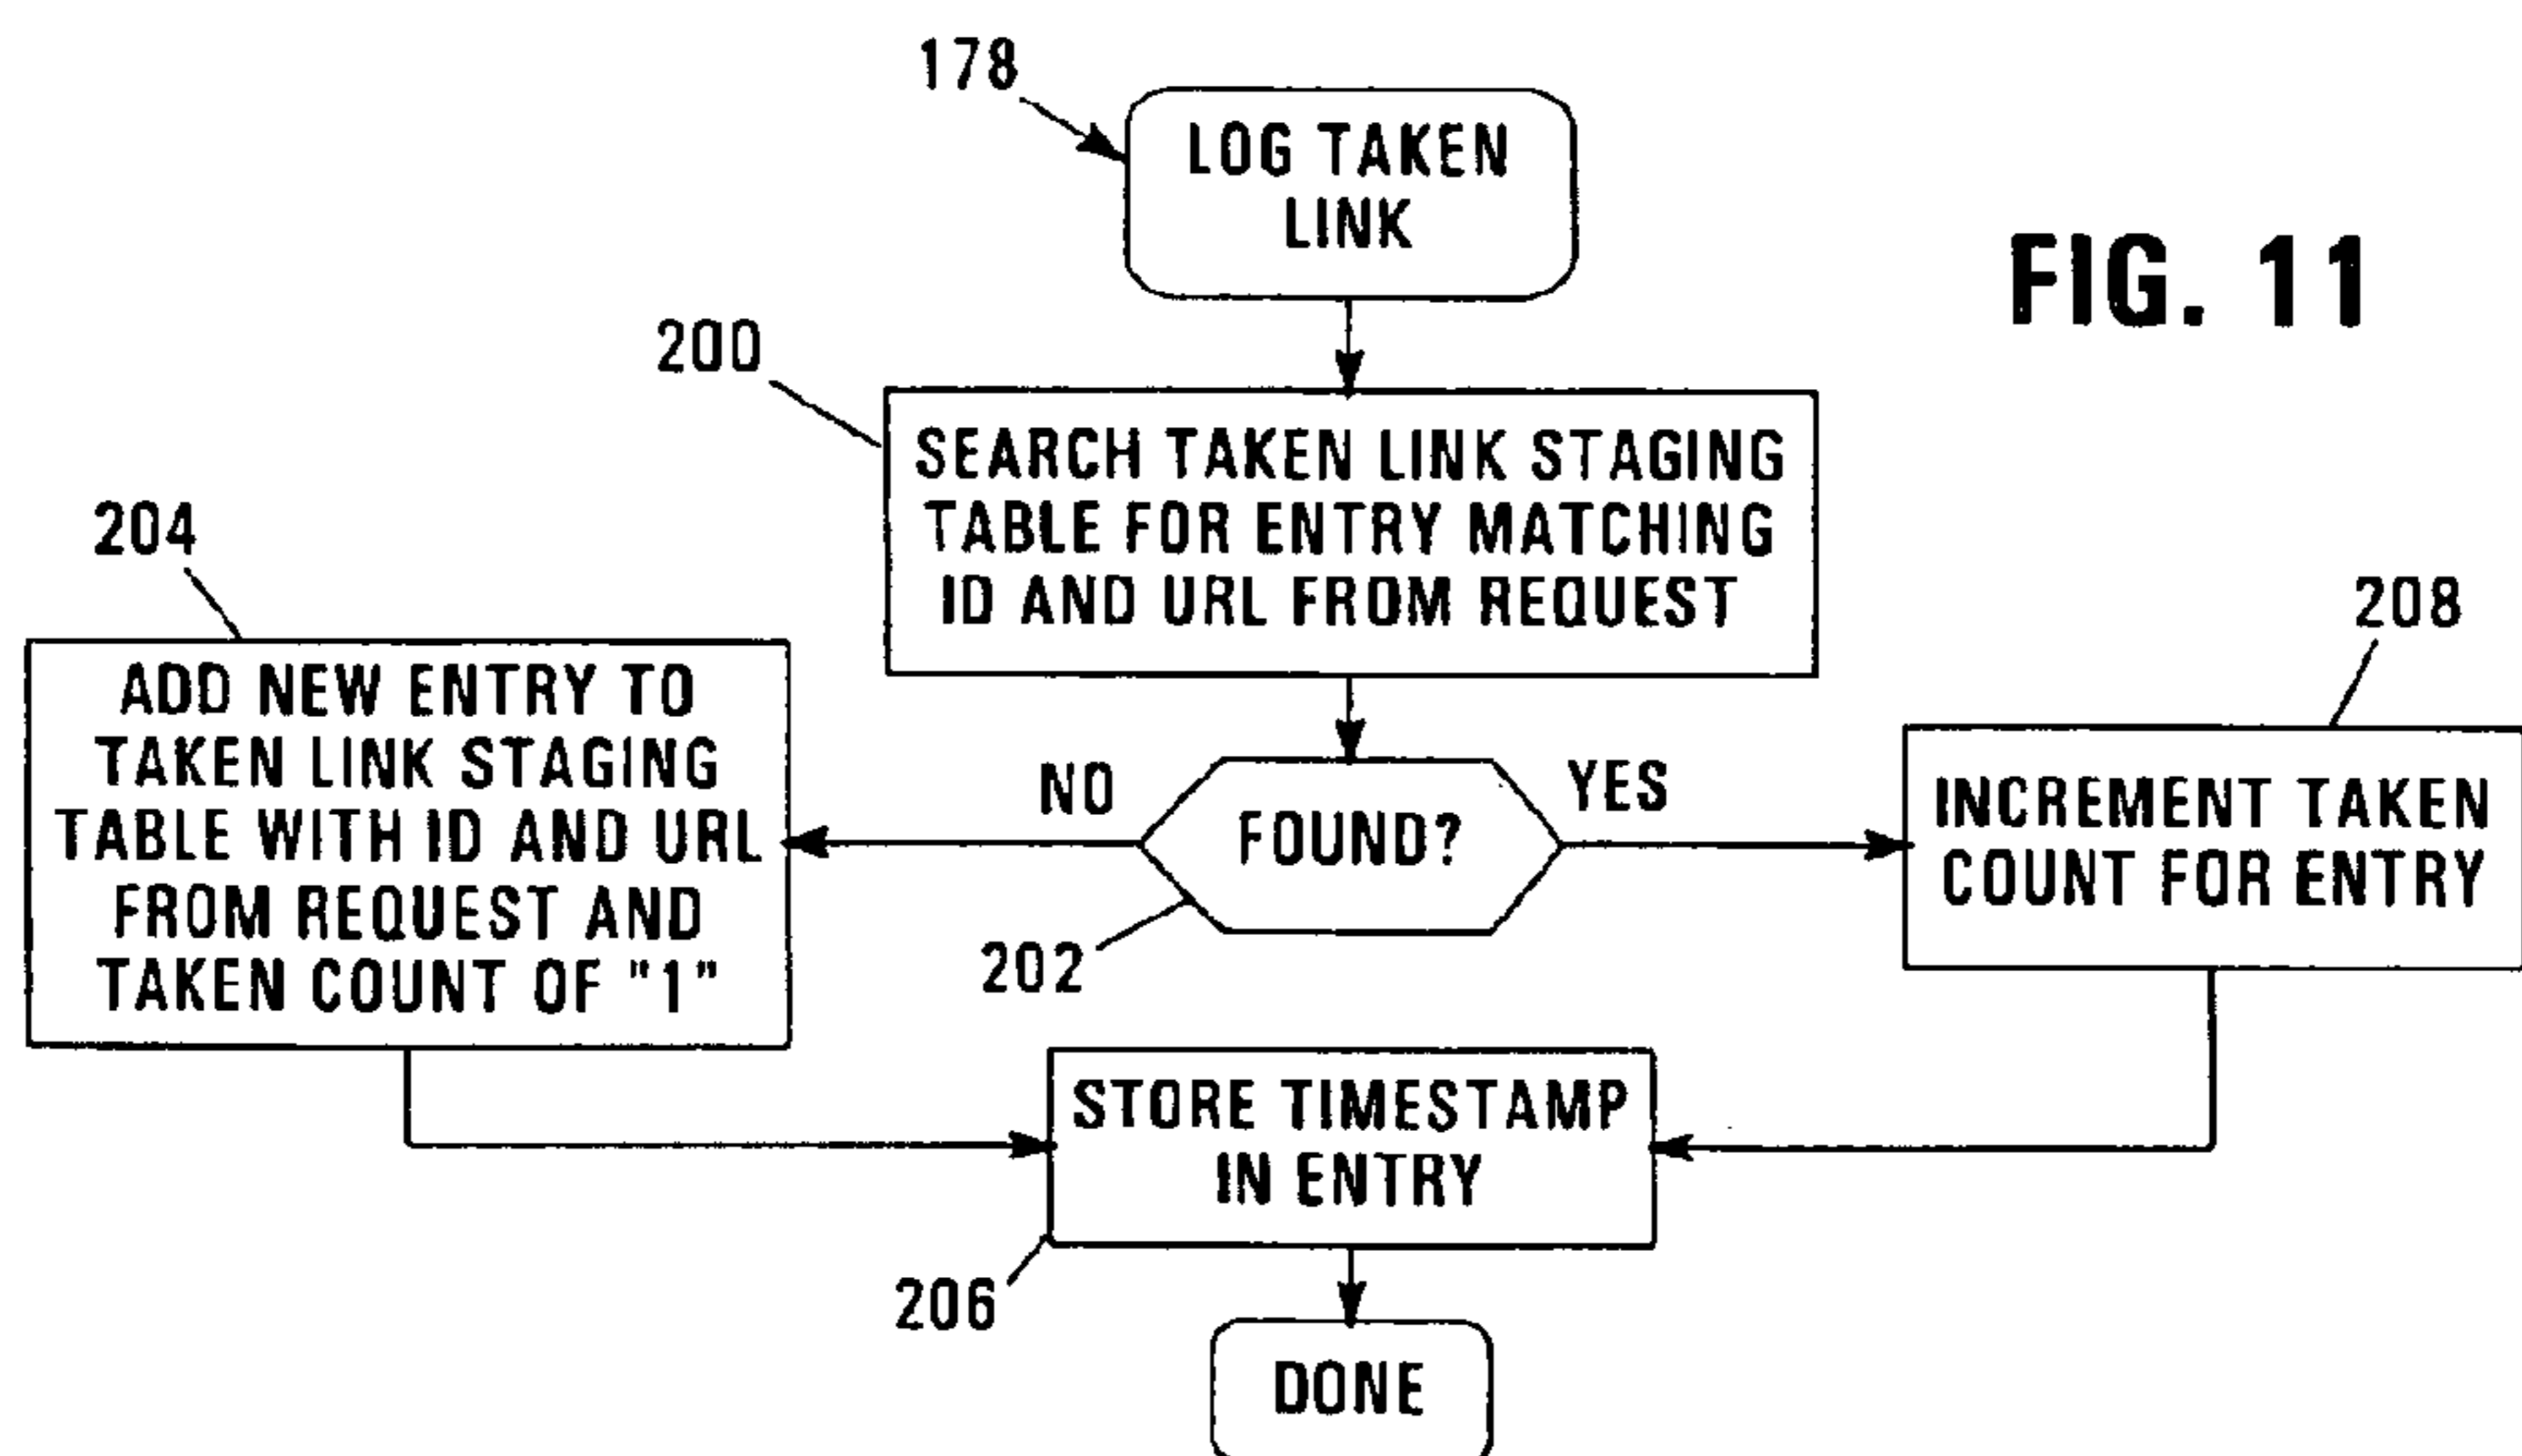 178
LOG TAKEN
LINK
FIG. 11
200
SEARCH TAKEN LINK STAGING
TABLE FOR ENTRY MATCHING
ID AND URL FROM REQUEST
204
ADD NEW ENTRY TO
TAKEN LINK STAGING
TABLE WITH ID AND URL
FROM REQUEST AND
TAKEN COUNT OF "1"
NO
FOUND?
YES
202
208
INCREMENT TAKEN
COUNT FOR ENTRY
STORE TIMESTAMP
IN ENTRY
206
DONE